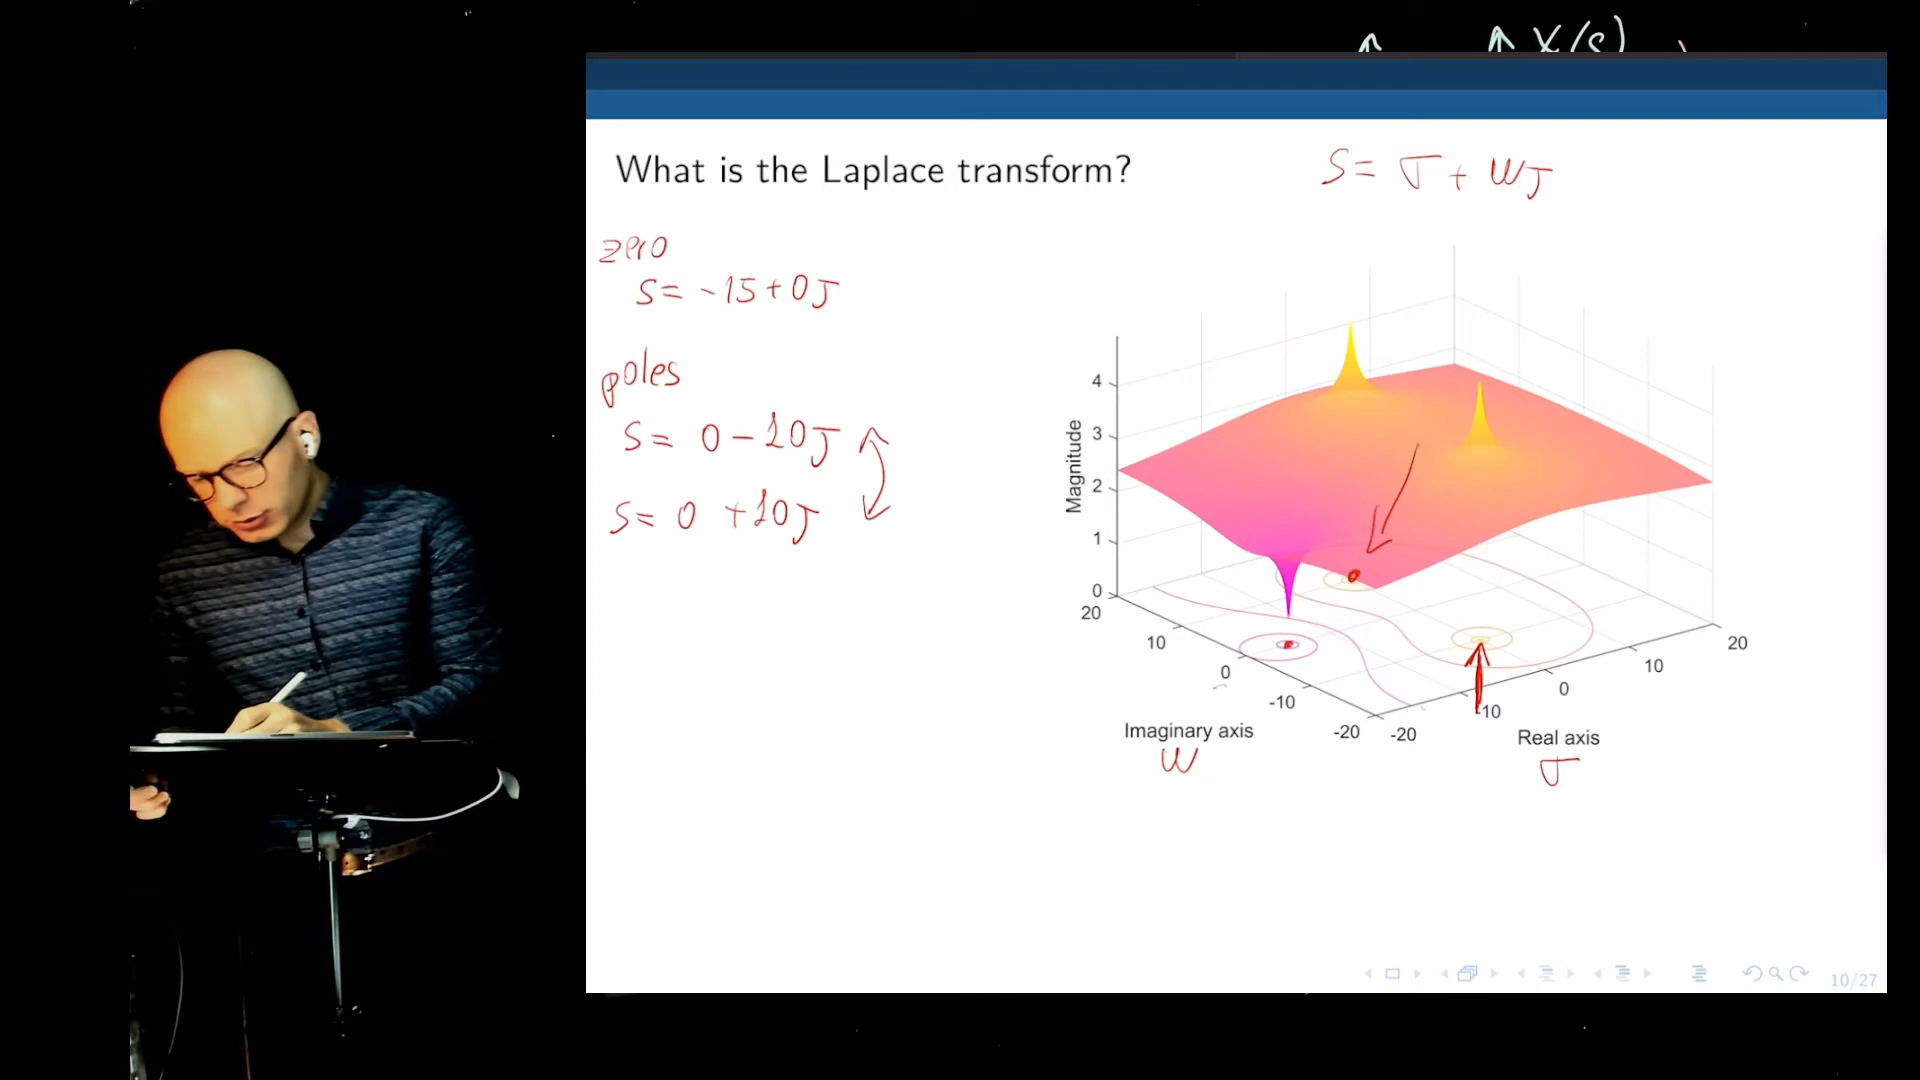 X(s)
What is the Laplace transform?
S = σ + ωJ
zero
S = -15 + 0J
poles
S = 0 - 10J
S = 0 + 10J
Magnitude
4
3
2
1
0
20
10
0
-10
-20
-20
-10
0
10
20
Imaginary axis
ω
Real axis
σ
10/27